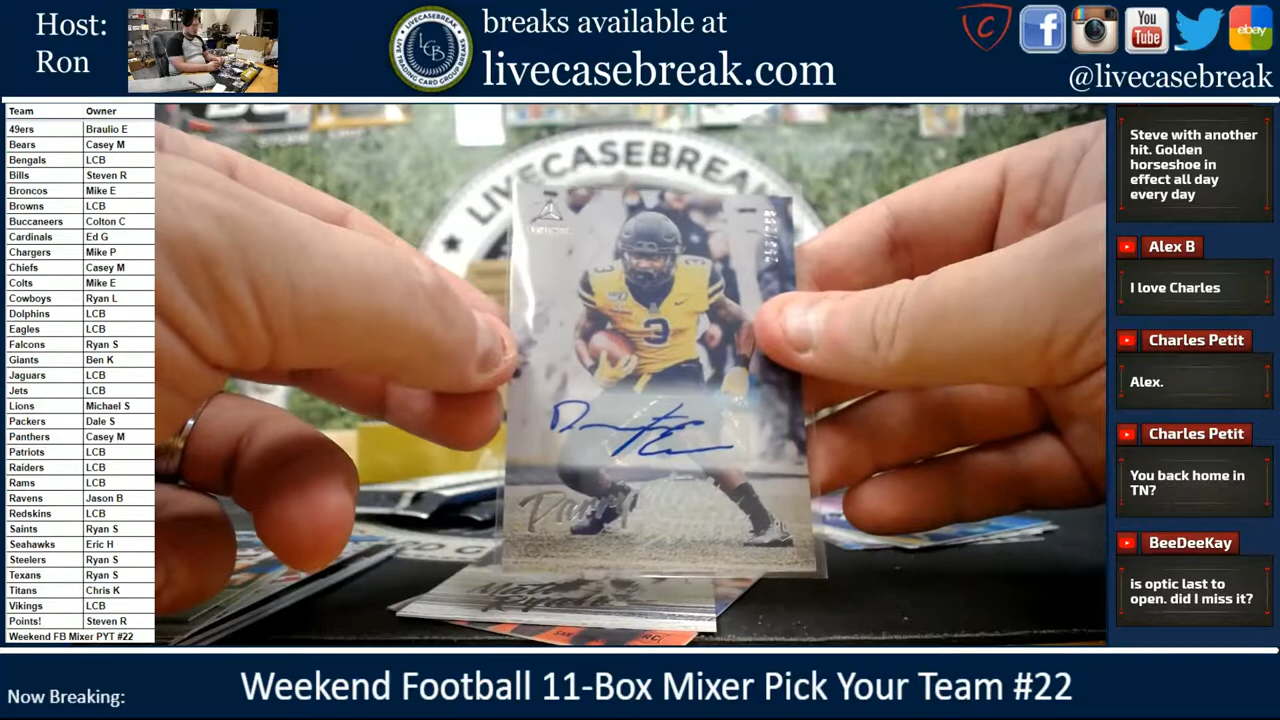 Host:
Ron
breaks available at
livecasebreak.com
LCB
You
Tube
ebay
@livecasebreak
Team Owner
49ers Braulio E
Bears Casey M
Bengals LCB
Bills Steven R
Broncos Mike E
Browns LCB
Buccaneers Colton C
Cardinals Ed G
Chargers Mike P
Chiefs Casey M
Colts Mike E
Cowboys Ryan L
Dolphins LCB
Eagles LCB
Falcons Ryan S
Giants Ben K
Jaguars LCB
Jets LCB
Lions Michael S
Packers Dale S
Panthers Casey M
Patriots LCB
Raiders LCB
Rams LCB
Ravens Jason B
Redskins LCB
Saints Ryan S
Seahawks Eric H
Steelers Ryan S
Texans Ryan S
Titans Chris K
Vikings LCB
Points! Steven R
Weekend FB Mixer PYT #22
LIVECASEBREAK
3
3
Steve with another
hit. Golden
horseshoe in
effect all day
every day
Alex B
I love Charles
Charles Petit
Alex.
Charles Petit
You back home in
TN?
BeeDeeKay
is optic last to
open. did I miss it?
Now Breaking:
Weekend Football 11-Box Mixer Pick Your Team #22